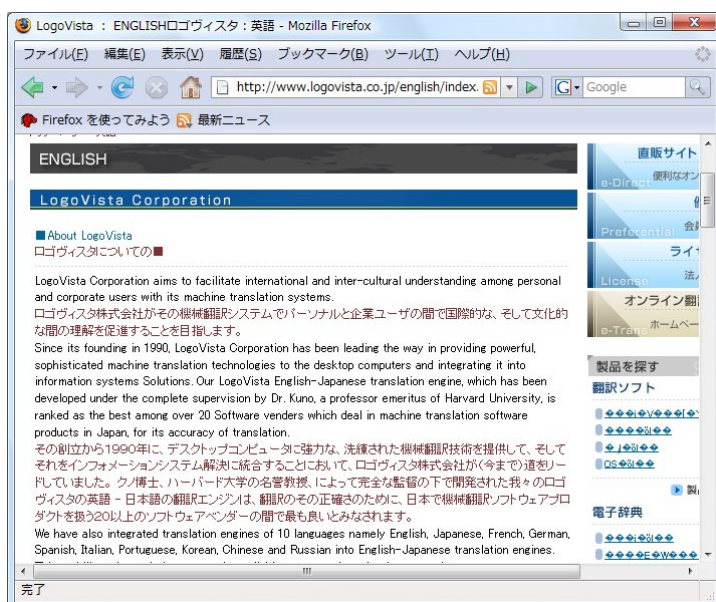 LogoVista : ENGLISHロゴヴィスタ:英語 - Mozilla Firefox
ファイル(F) 編集(E) 表示(V) 履歴(S) ブックマーク(B) ツール(T) ヘルプ(H)
http://www.logovista.co.jp/english/index.
Google
Firefox を使ってみよう 最新ニュース
ENGLISH
LogoVista Corporation
■About LogoVista
ロゴヴィスタについての■
LogoVista Corporation aims to facilitate international and inter-cultural understanding among personal
and corporate users with its machine translation systems.
ロゴヴィスタ株式会社がその機械翻訳システムでパーソナルと企業ユーザの間で国際的な、そして文化的
な間の理解を促進することを目指します。
Since its founding in 1990, LogoVista Corporation has been leading the way in providing powerful,
sophisticated machine translation technologies to the desktop computers and integrating it into
information systems Solutions. Our LogoVista English-Japanese translation engine, which has been
developed under the complete supervision by Dr. Kuno, a professor emeritus of Harvard University, is
ranked as the best among over 20 Software venders which deal in machine translation software
products in Japan, for its accuracy of translation.
その創立から1990年に、デスクトップコンピュータに強力な、洗練された機械翻訳技術を提供して、そして
それをインフォメーションシステム解決に統合することにおいて、ロゴヴィスタ株式会社が(今まで)道をリー
ドしていました。クノ博士、ハーバード大学の名誉教授、によって完全な監督の下で開発された我々のロゴ
ヴィスタの英語 - 日本語の翻訳エンジンは、翻訳のその正確さのために、日本で機械翻訳ソフトウェアプロ
ダクトを扱う20以上のソフトウェアベンダーの間で最も良いとみなされます。
We have also integrated translation engines of 10 languages namely English, Japanese, French, German,
Spanish, Italian, Portuguese, Korean, Chinese and Russian into English-Japanese translation engines.
直販サイト
e-Direct 便利なオン
Preferential 会員
ライ
License 法
オンライン翻
e-Trans ホームペー
製品を探す
翻訳ソフト
電子辞典
完了